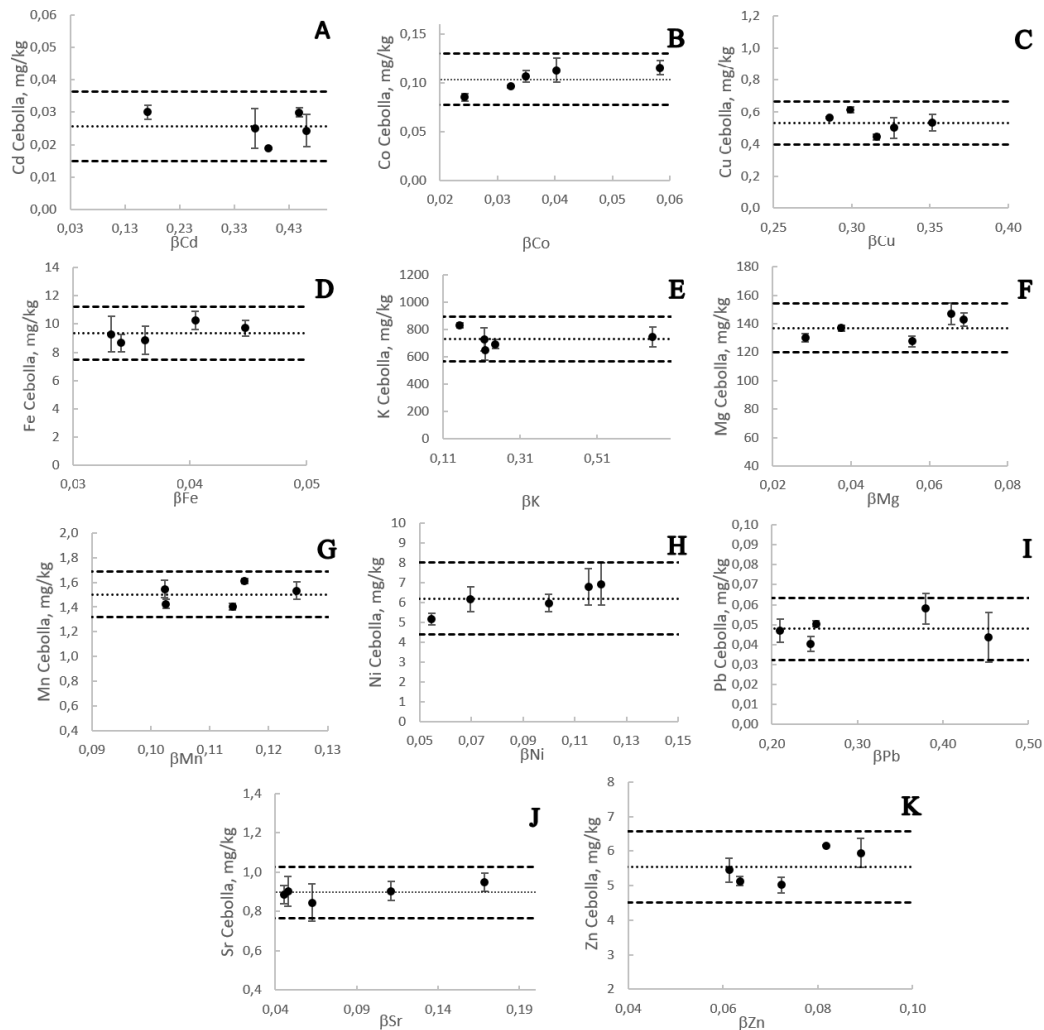 A
Cd Cebolla, mg/kg
0,06
0,05
0,04
0,03
0,02
0,01
0,00
0,03 0,13 0,23 0,33 0,43
βCd
B
Co Cebolla, mg/kg
0,15
0,10
0,05
0,00
0,02 0,03 0,04 0,05 0,06
βCo
C
Cu Cebolla, mg/kg
1,2
1,0
0,8
0,6
0,4
0,2
0,0
0,25 0,30 0,35 0,40
βCu
D
Fe Cebolla, mg/kg
14
12
10
8
6
4
2
0
0,03 0,04 0,05
βFe
E
K Cebolla, mg/kg
1200
1000
800
600
400
200
0
0,11 0,31 0,51
βK
F
Mg Cebolla, mg/kg
180
160
140
120
100
80
60
40
0,02 0,04 0,06 0,08
βMg
G
Mn Cebolla, mg/kg
2,0
1,8
1,6
1,4
1,2
1,0
0,8
0,6
0,4
0,09 0,10 0,11 0,12 0,13
βMn
H
Ni Cebolla, mg/kg
10
9
8
7
6
5
4
3
2
1
0
0,05 0,07 0,09 0,11 0,13 0,15
βNi
I
Pb Cebolla, mg/kg
0,10
0,09
0,08
0,07
0,06
0,05
0,04
0,03
0,02
0,01
0,00
0,20 0,30 0,40 0,50
βPb
J
Sr Cebolla, mg/kg
1,4
1,2
1,0
0,8
0,6
0,4
0,04 0,09 0,14 0,19
βSr
K
Zn Cebolla, mg/kg
8
7
6
5
4
3
2
0,04 0,06 0,08 0,10
βZn